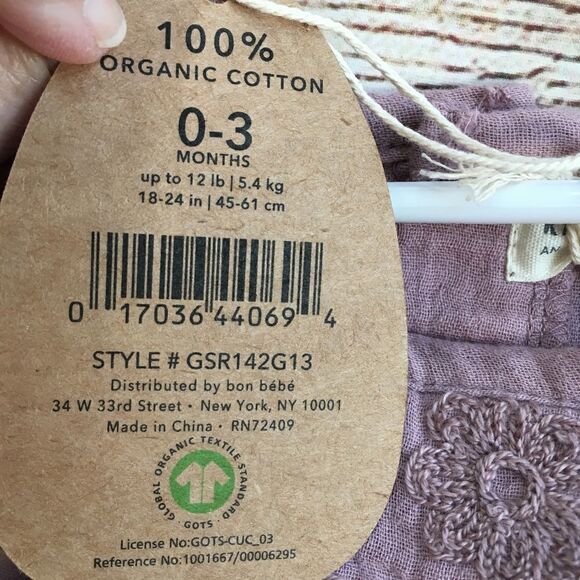 100%
ORGANIC COTTON
0-3
MONTHS
up to 12 lb | 5.4 kg
18-24 in | 45-61 cm
0 17036 44069 4
STYLE # GSR142G13
Distributed by bon bébé
34 W 33rd Street • New York, NY 10001
Made in China • RN72409
GLOBAL ORGANIC TEXTILE STANDARD
· GOTS ·
License No:GOTS-CUC_03
Reference No:1001667/00006295